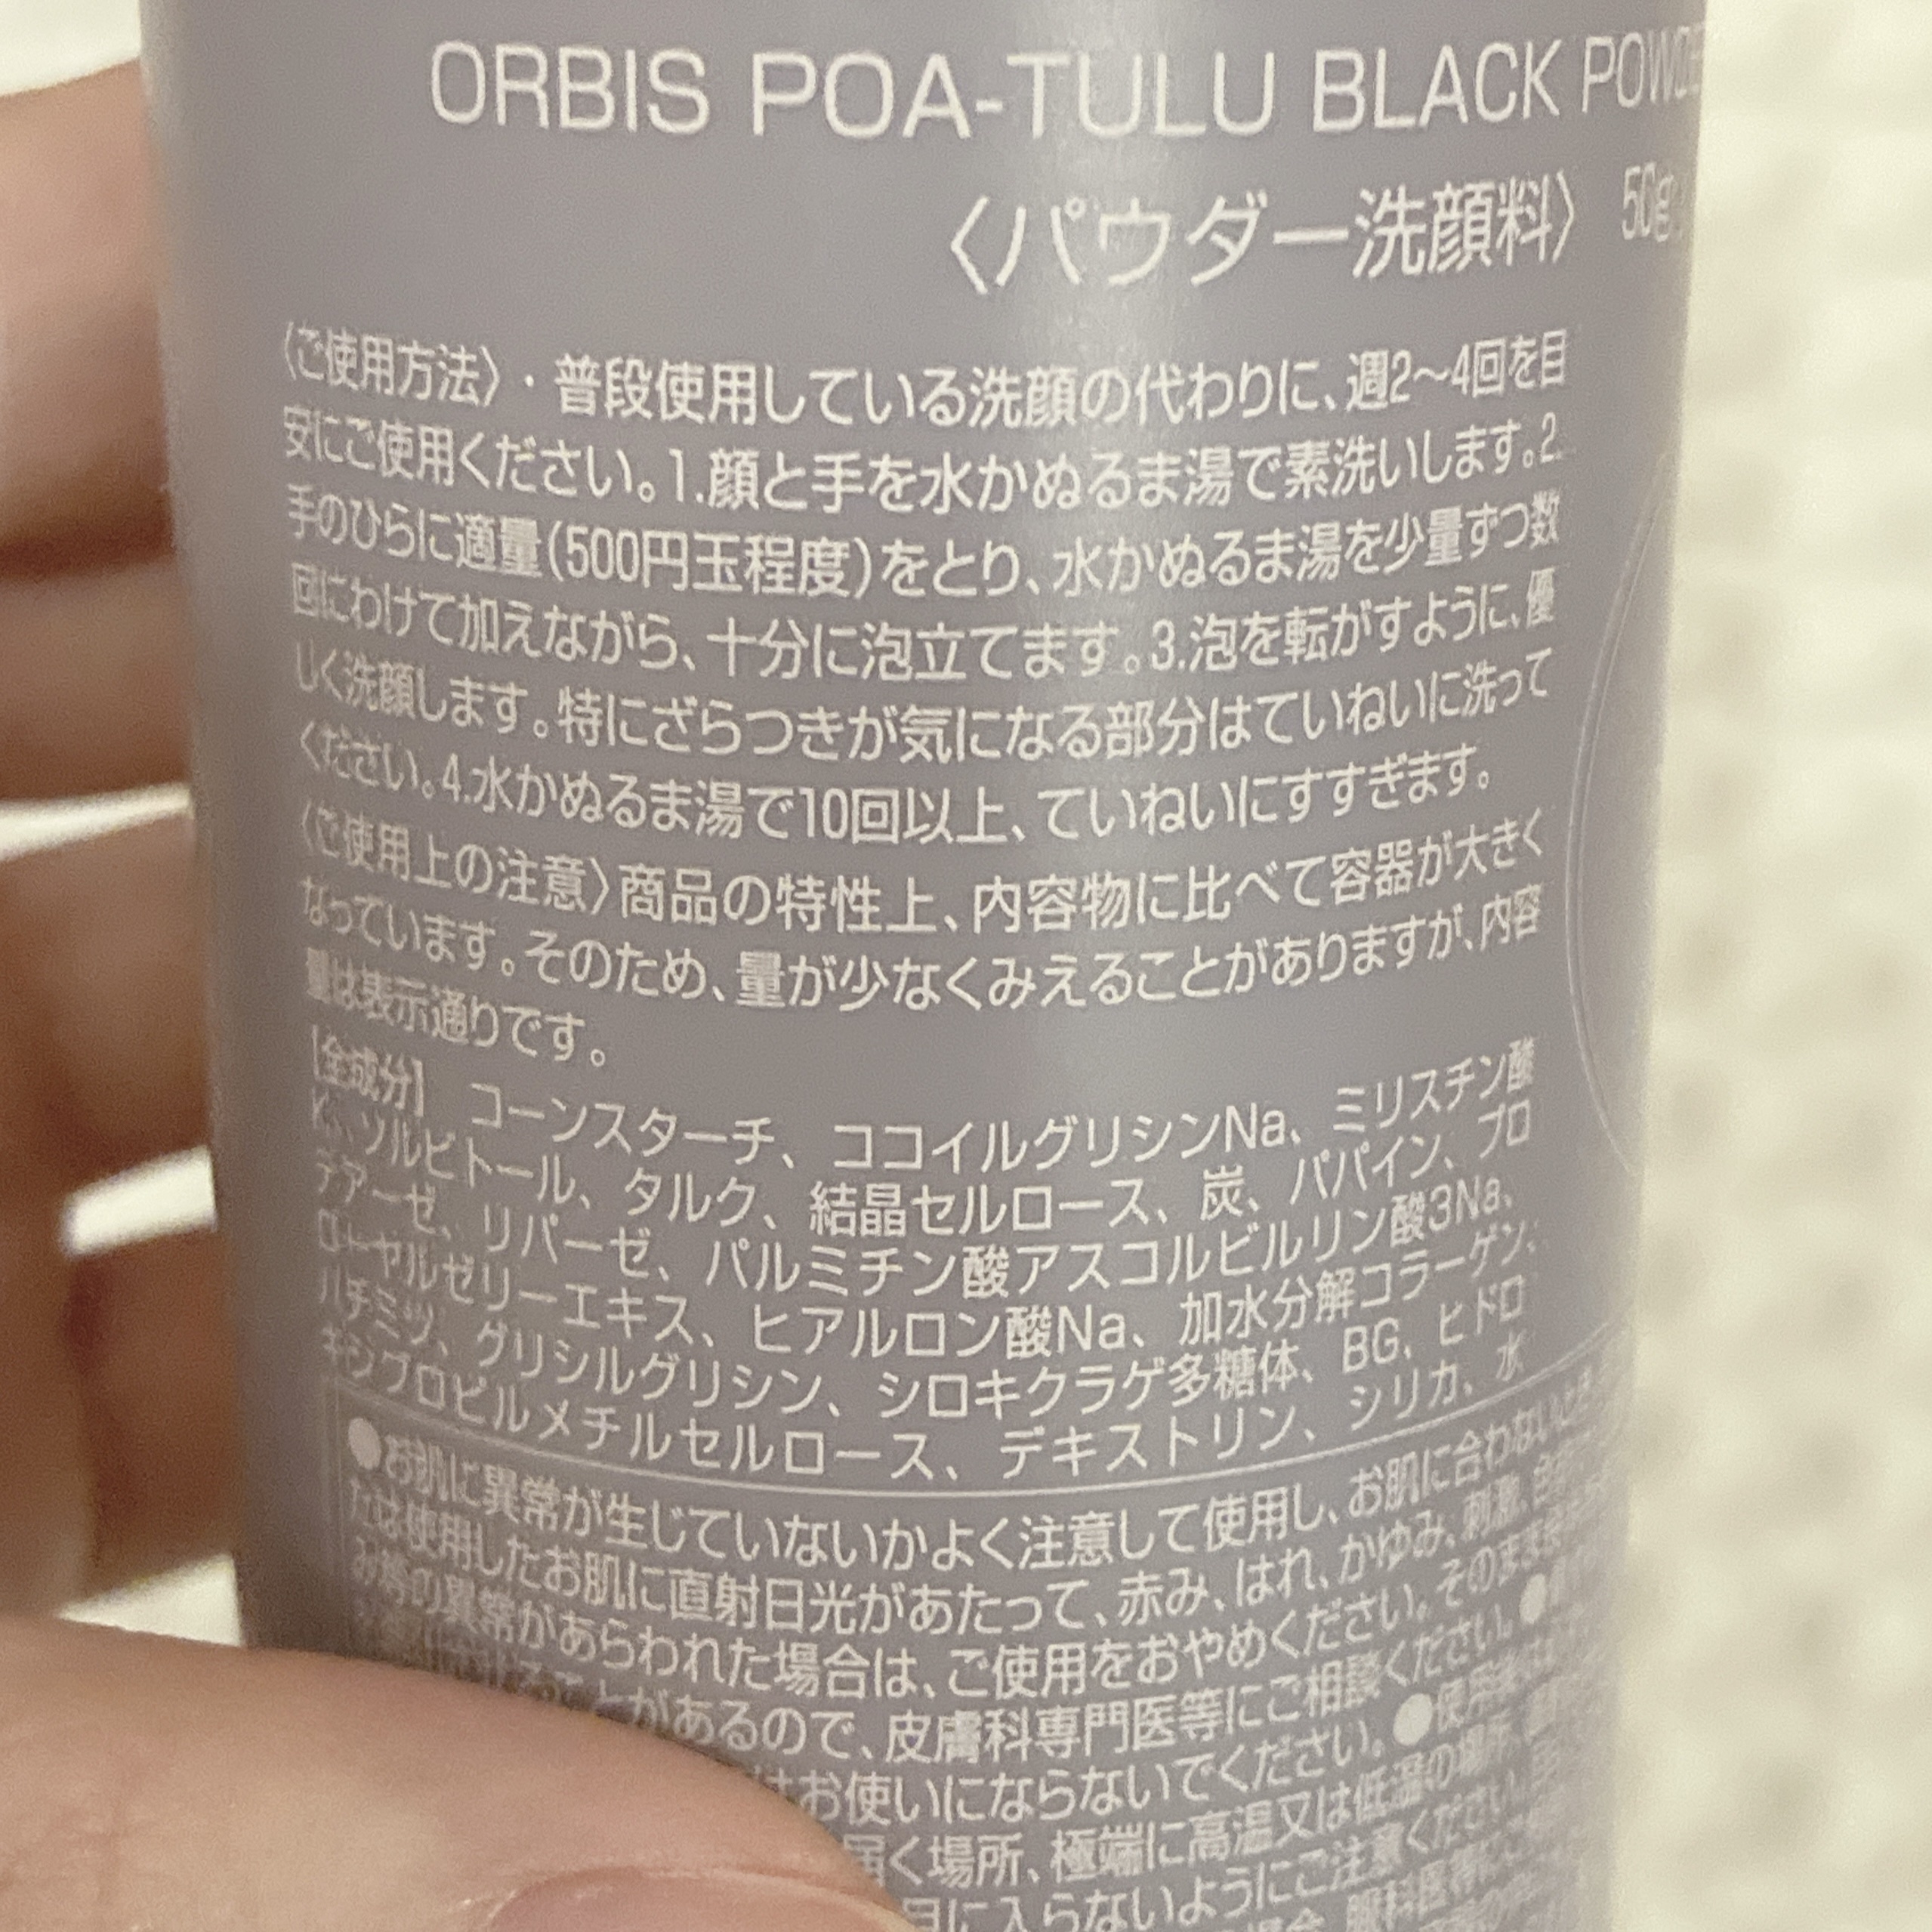 ORBIS POA-TULU BLACK
〈パウダー洗顔料〉 50g
〈ご使用方法〉・普段使用している洗顔の代わりに、週2〜4回を目
安にご使用ください。1.顔と手を水かぬるま湯で素洗いします。2.
手のひらに適量(500円玉程度)をとり、水かぬるま湯を少量ずつ数
回にわけて加えながら、十分に泡立てます。3.泡を転がすように、優
しく洗顔します。特にざらつきが気になる部分はていねいに洗って
ください。4.水かぬるま湯で10回以上、ていねいにすすぎます。
〈ご使用上の注意〉商品の特性上、内容物に比べて容器が大きく
なっています。そのため、量が少なくみえることがありますが、内容
量は表示通りです。
[全成分] コーンスターチ、ココイルグリシンNa、ミリスチン酸
K、ソルビトール、タルク、結晶セルロース、炭、パパイン、プロ
テアーゼ、リパーゼ、パルミチン酸アスコルビルリン酸3Na、
ローヤルゼリーエキス、ヒアルロン酸Na、加水分解コラーゲン、
ハチミツ、グリシルグリシン、シロキクラゲ多糖体、BG、ヒドロ
キシプロピルメチルセルロース、デキストリン、シリカ、水
●お肌に異常が生じていないかよく注意して使用し、お肌に合わない
たは使用したお肌に直射日光があたって、赤み、はれ、かゆみ、刺激、
み等の異常があらわれた場合は、ご使用をおやめください。そのまま
ことがあるので、皮膚科専門医等にご相談ください。●
はお使いにならないでください。●使用後は
届く場所、極端に高温又は低温の場所、
目に入らないようにご注意ください。